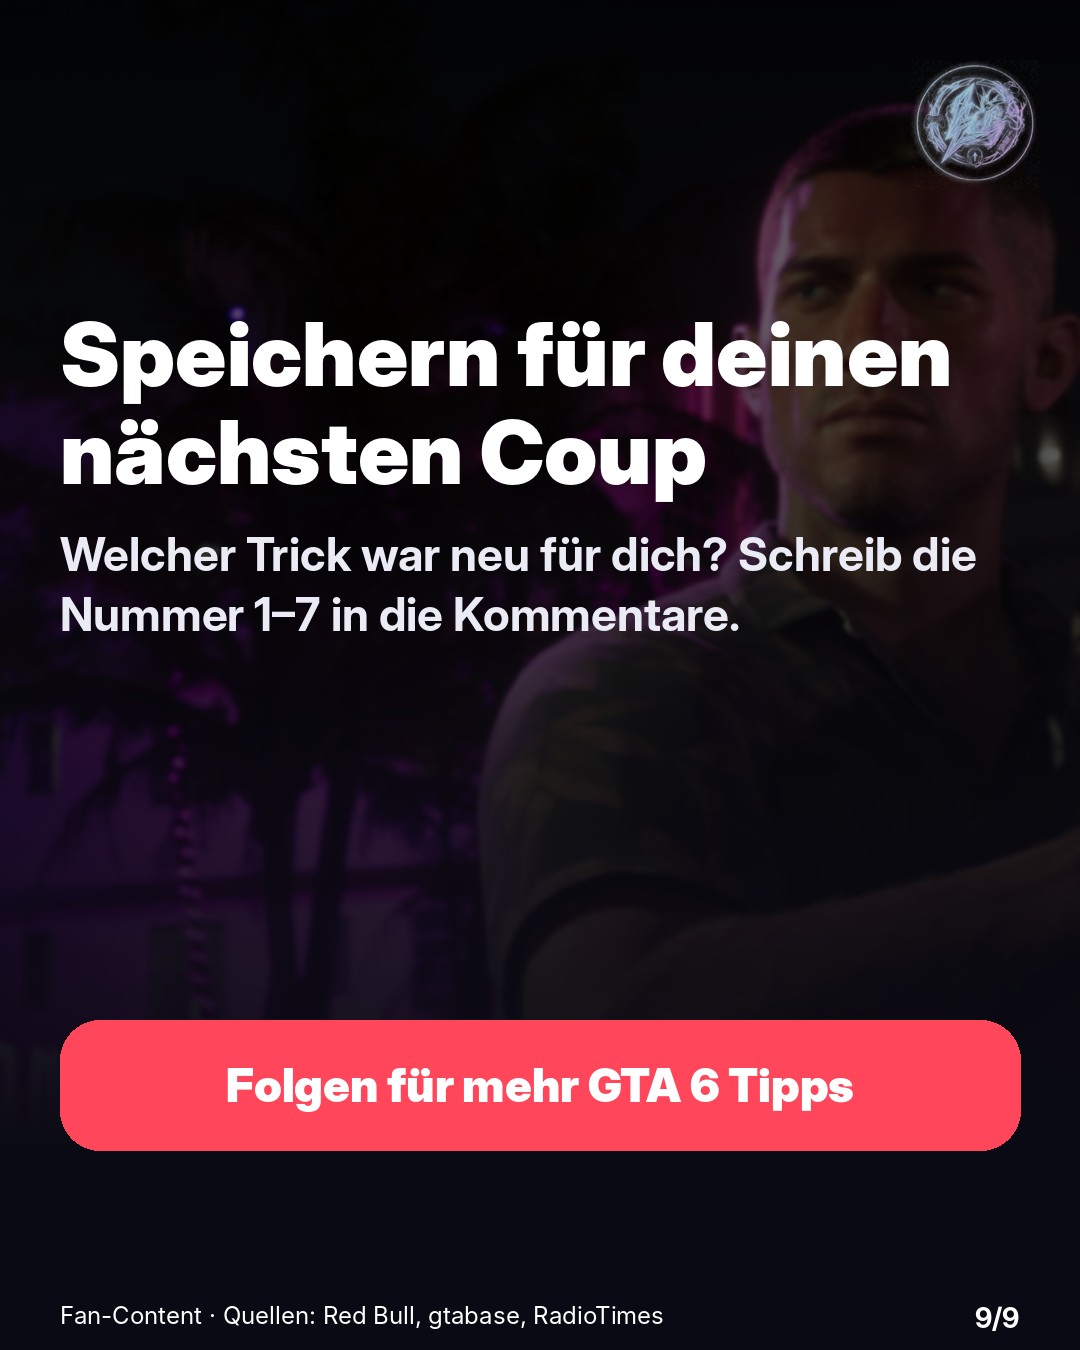 Speichern für deinen
nächsten Coup
Welcher Trick war neu für dich? Schreib die
Nummer 1–7 in die Kommentare.
Folgen für mehr GTA 6 Tipps
Fan-Content · Quellen: Red Bull, gtabase, RadioTimes
9/9